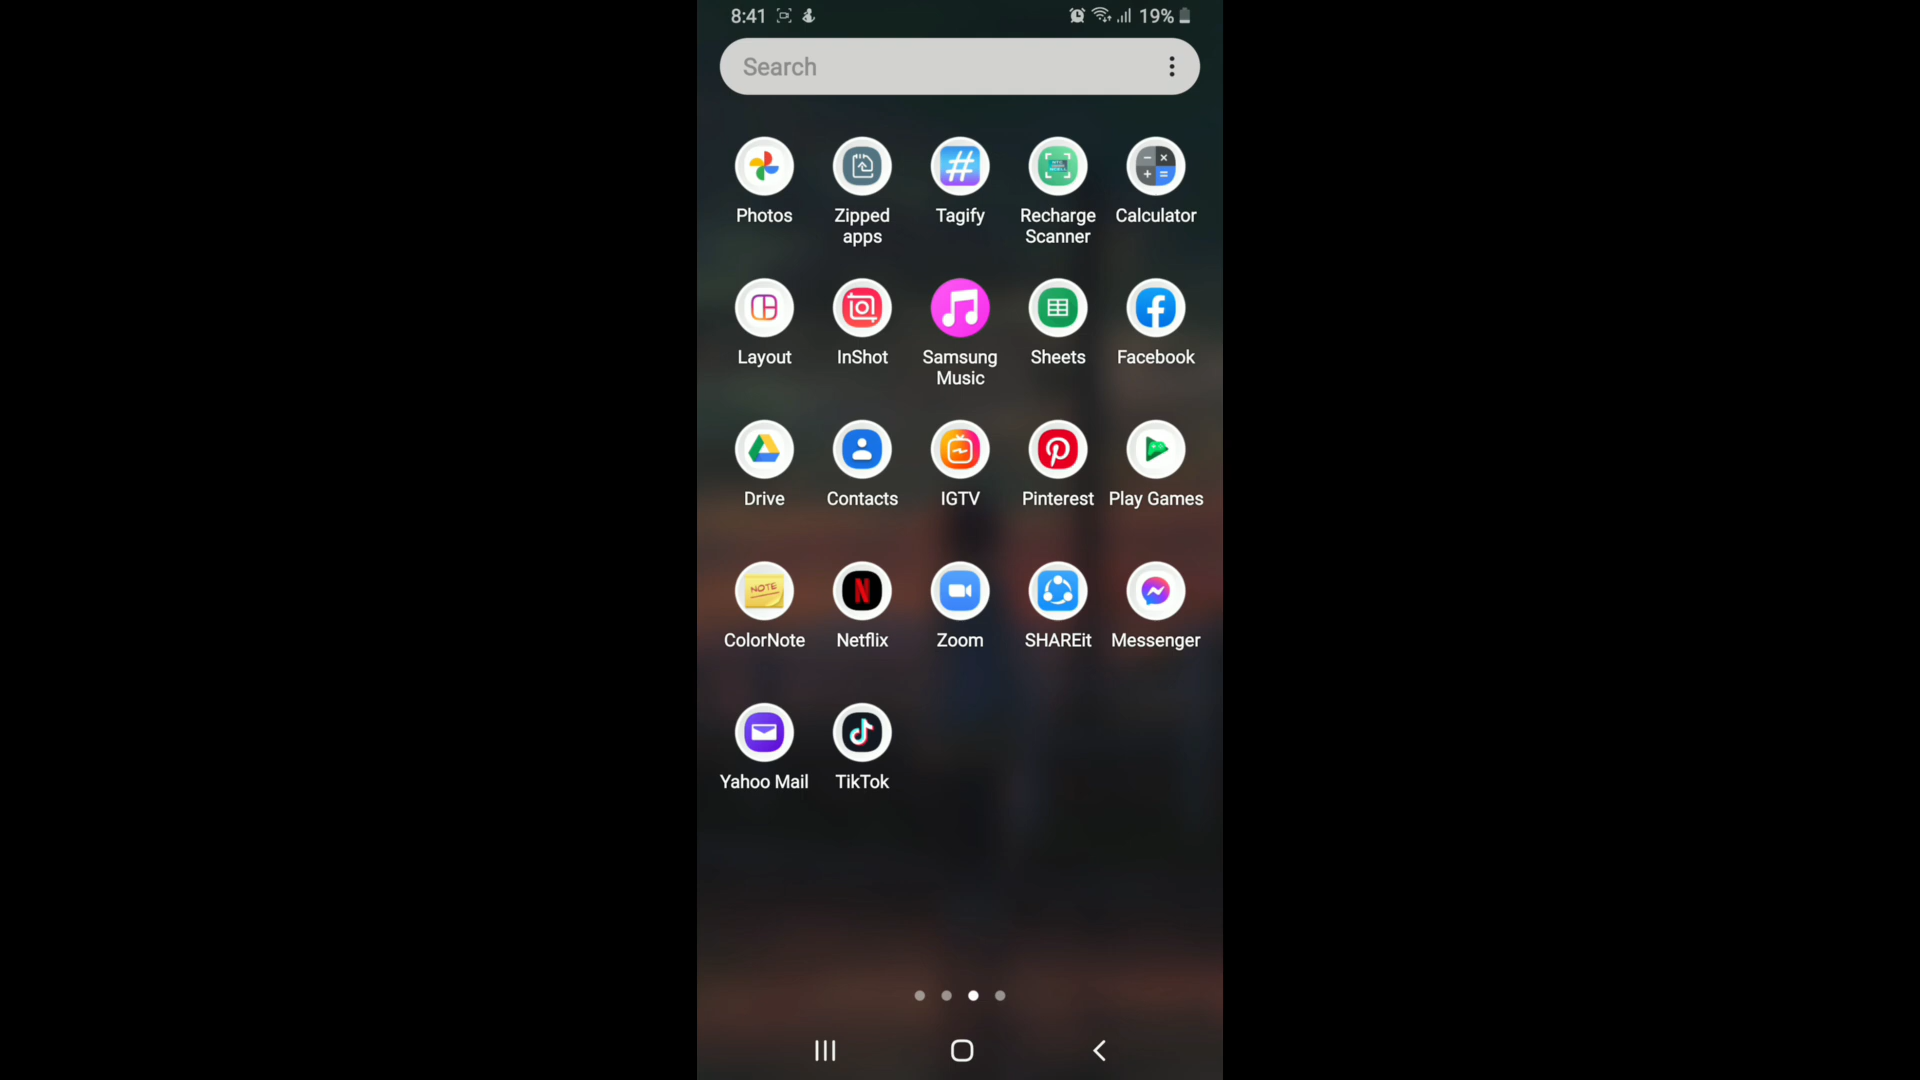 8:41 19%
Search
Photos Zipped apps Tagify Recharge Scanner Calculator
Layout InShot Samsung Music Sheets Facebook
Drive Contacts IGTV Pinterest Play Games
NOTE
ColorNote Netflix Zoom SHAREit Messenger
Yahoo Mail TikTok